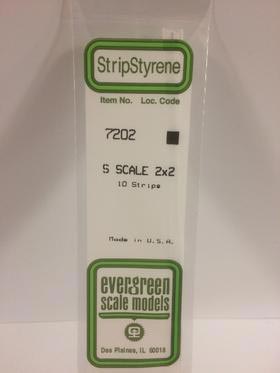 StripStyrene
Item No. Loc. Code
7202
S SCALE 2x2
10 Strips
Made in U.S.A.
evergreen
scale models
Des Plaines, IL 60018